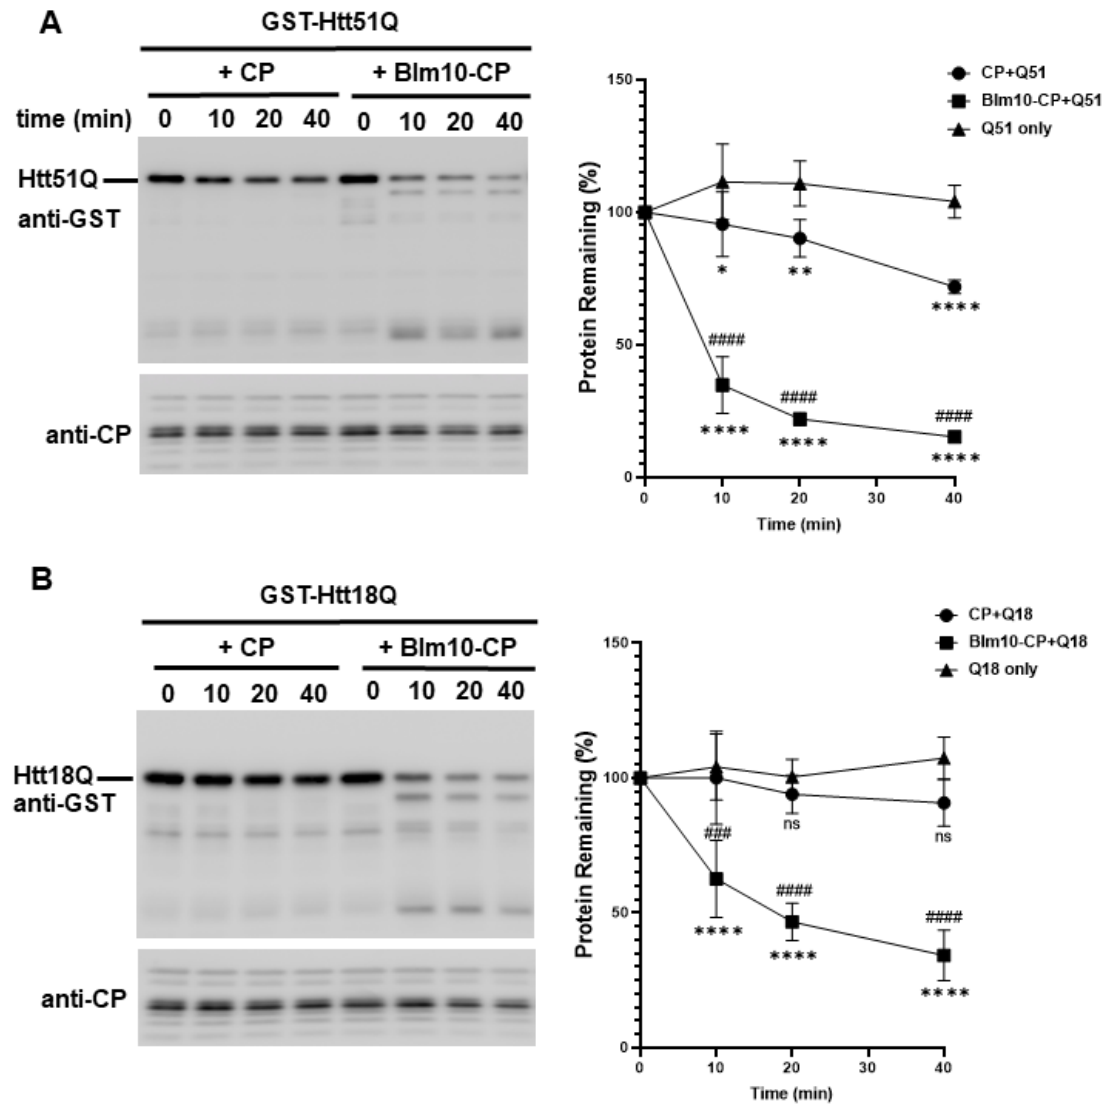 A
GST-Htt51Q
+ CP + Blm10-CP
time (min) 0 10 20 40 0 10 20 40
Htt51Q
anti-GST
anti-CP
CP+Q51
Blm10-CP+Q51
Q51 only
Protein Remaining (%)
150
100
50
0
* ** ****
#### #### ####
**** **** ****
0 10 20 30 40
Time (min)
B
GST-Htt18Q
+ CP + Blm10-CP
0 10 20 40 0 10 20 40
Htt18Q
anti-GST
anti-CP
CP+Q18
Blm10-CP+Q18
Q18 only
Protein Remaining (%)
150
100
50
0
ns ns
### #### ####
**** **** ****
0 10 20 30 40
Time (min)